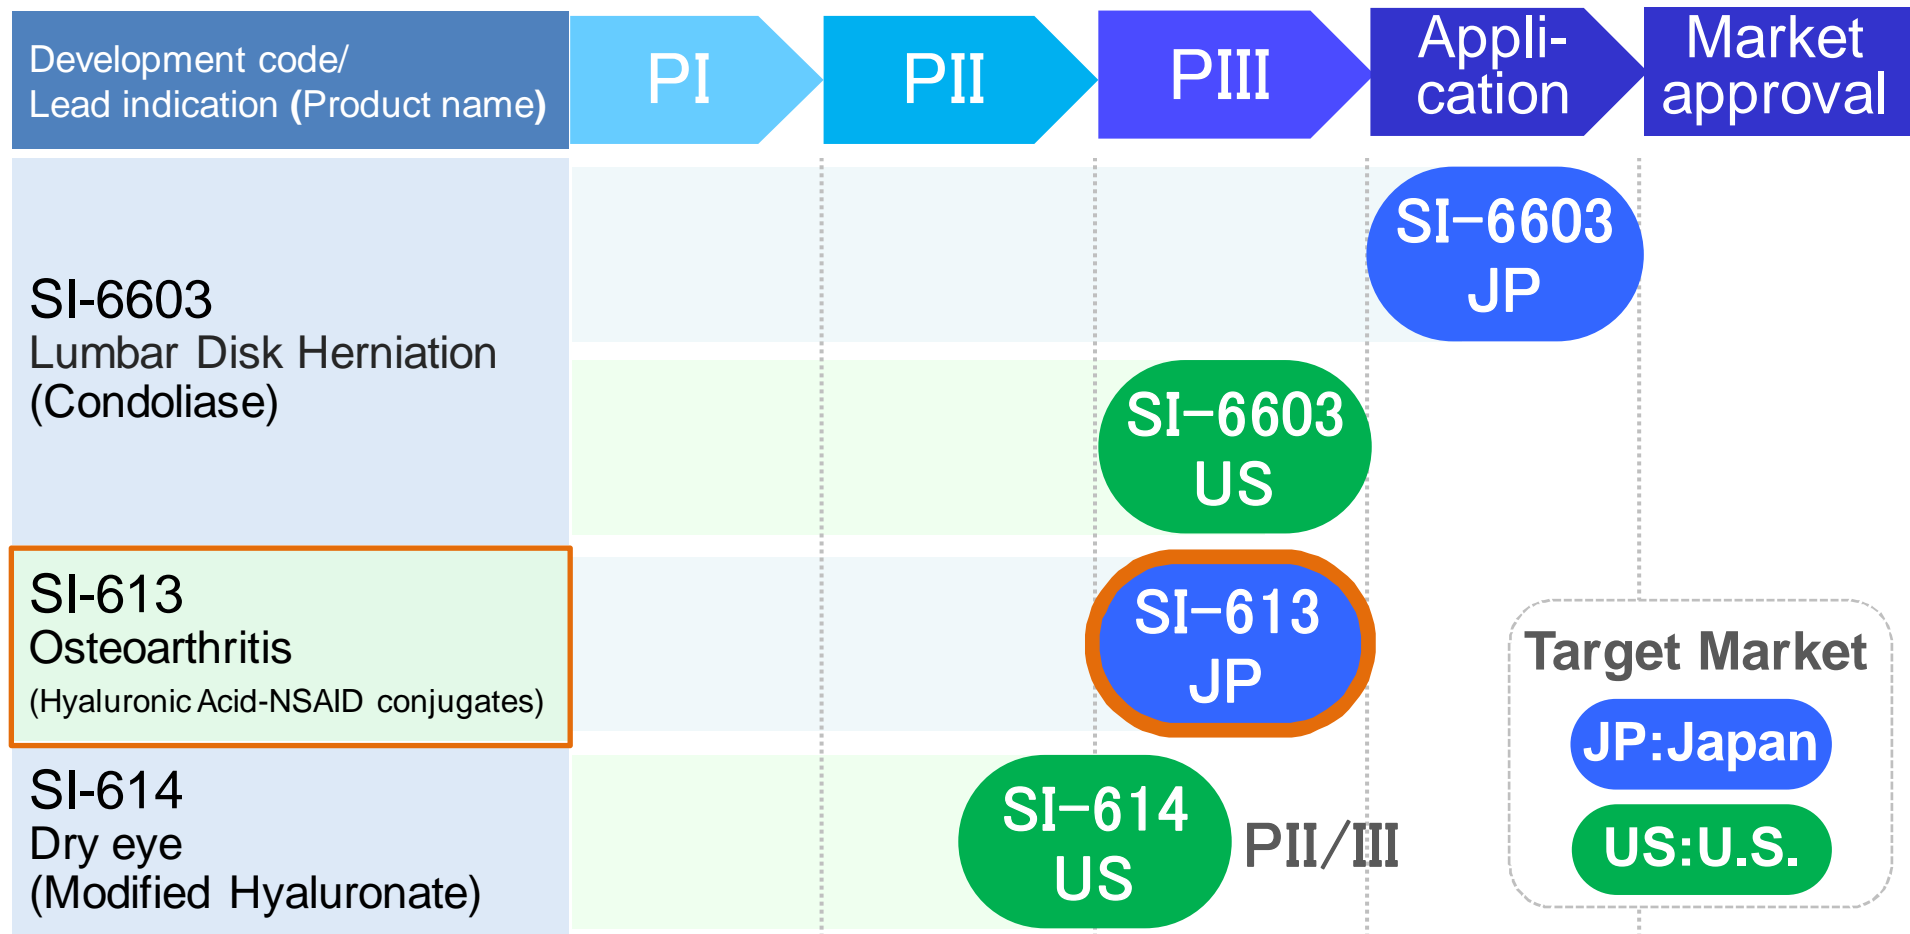 Development code/
Lead indication (Product name)
PI
PII
PIII
Appli-
cation
Market
approval
SI-6603
Lumbar Disk Herniation
(Condoliase)
SI-6603
JP
SI-6603
US
SI-613
Osteoarthritis
(Hyaluronic Acid-NSAID conjugates)
SI-613
JP
SI-614
Dry eye
(Modified Hyaluronate)
SI-614
US
PII/III
Target Market
JP:Japan
US:U.S.